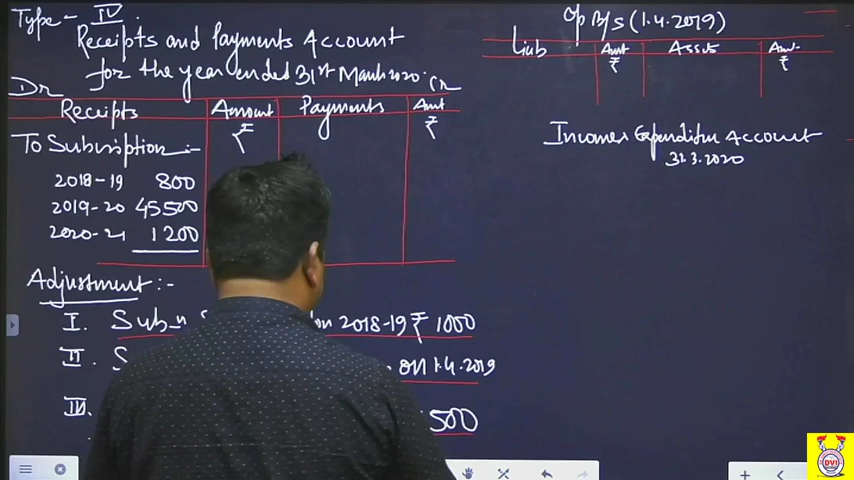 Type - IV.
Receipts and Payments Account
for the year ended 31st March 2020.
Dr Cr
Receipts Amount Payments Amt
₹ ₹
To Subscription :-
2018-19 800
2019-20 45500
2020-21 1200
Adjustment :-
I. Sub_n 2018-19 ₹ 1000
II. S on 1.4.2019
III. 500
Op B/S (1.4.2019)
Liab Amt Assets Amt
₹ ₹
Income & Expenditure Account
31.3.2020
DVI